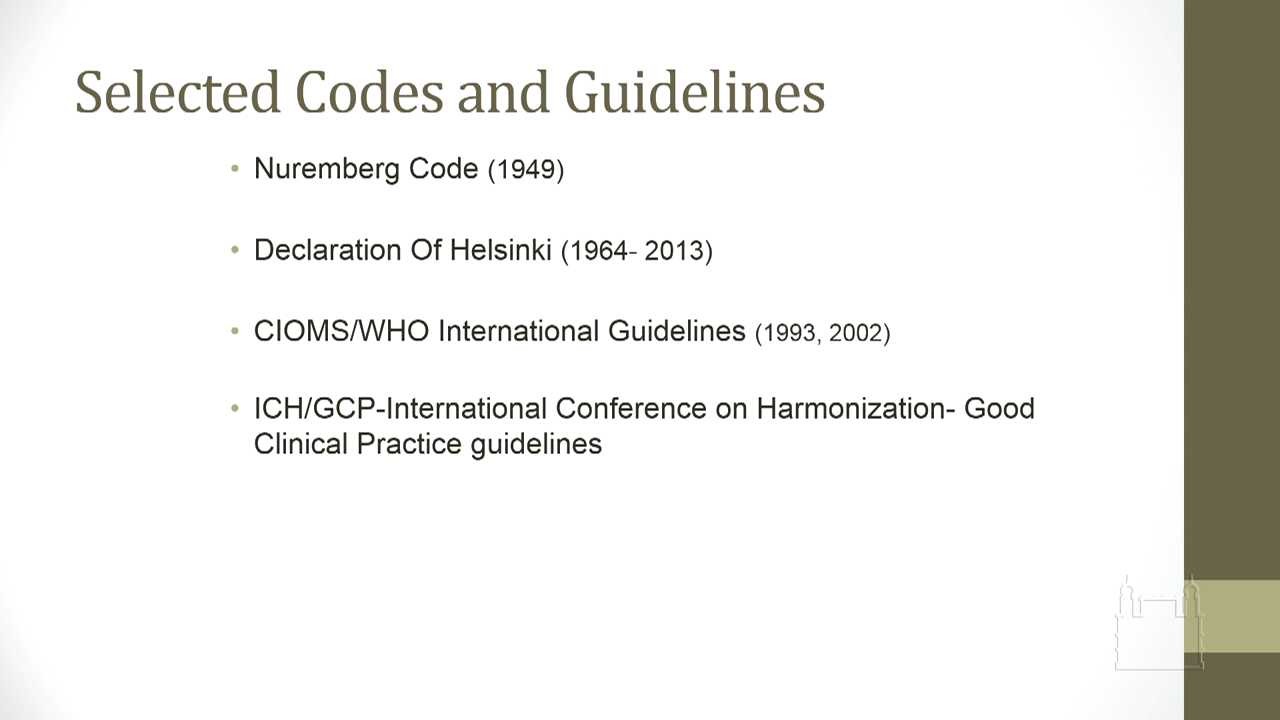 Selected Codes and Guidelines
• Nuremberg Code (1949)
• Declaration Of Helsinki (1964- 2013)
• CIOMS/WHO International Guidelines (1993, 2002)
• ICH/GCP-International Conference on Harmonization- Good
Clinical Practice guidelines